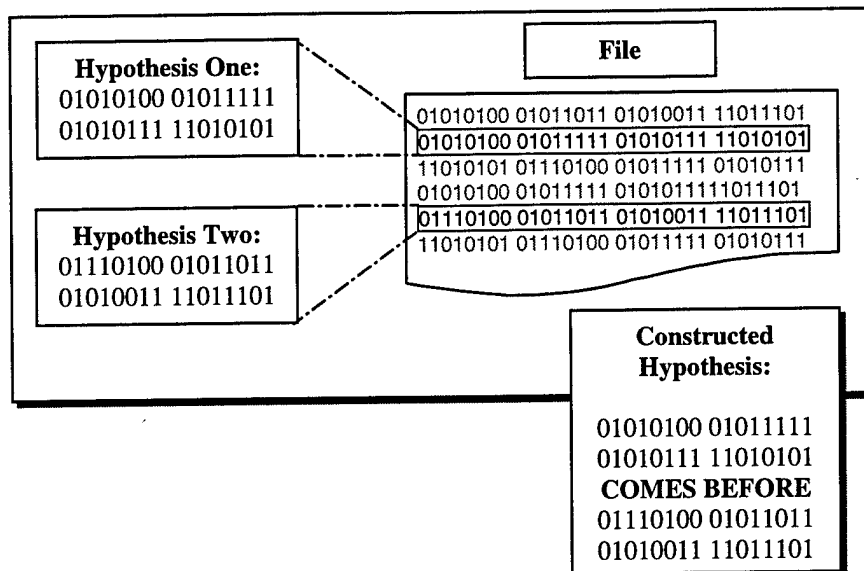 Hypothesis One:
01010100 01011111
01010111 11010101
Hypothesis Two:
01110100 01011011
01010011 11011101
File
01010100 01011011 01010011 11011101
01010100 01011111 01010111 11010101
11010101 01110100 01011111 01010111
01010100 01011111 0101011111011101
01110100 01011011 01010011 11011101
11010101 01110100 01011111 01010111
Constructed
Hypothesis:
01010100 01011111
01010111 11010101
COMES BEFORE
01110100 01011011
01010011 11011101